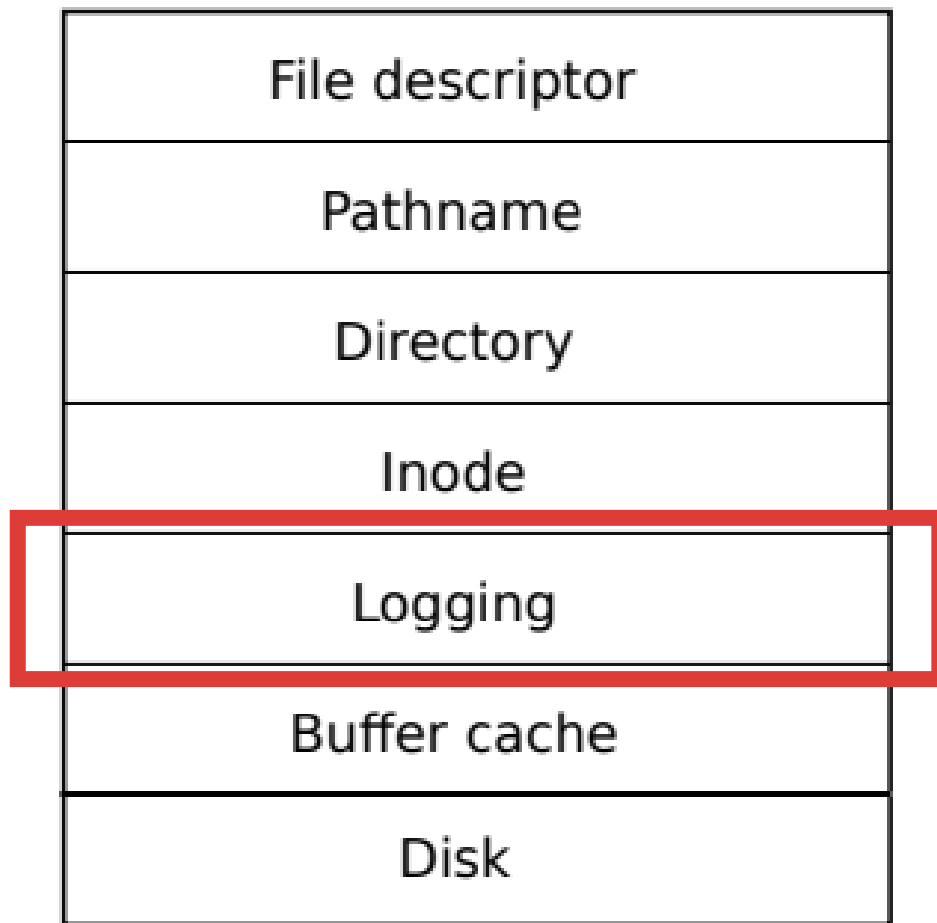 File descriptor
Pathname
Directory
Inode
Logging
Buffer cache
Disk